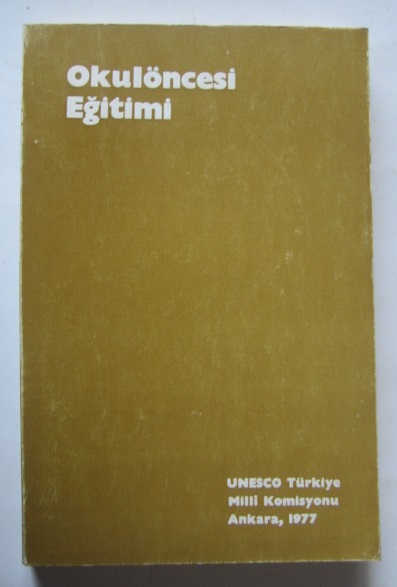 Okulöncesi
Eğitimi
UNESCO Türkiye
Milli Komisyonu
Ankara, 1977